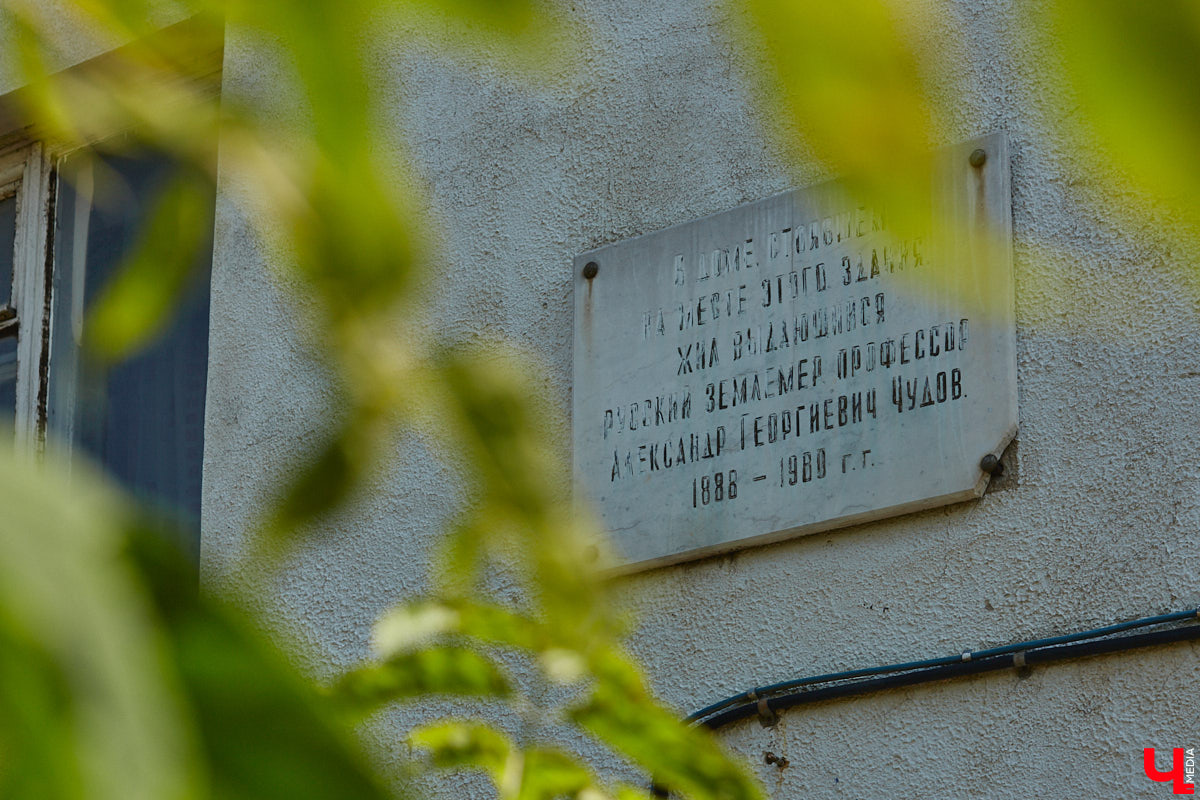 В ДОМЕ, СТОЯВШЕМ
НА МЕСТЕ ЭТОГО ЗДАНИЯ,
ЖИЛ ВЫДАЮЩИЙСЯ
РУССКИЙ ЗЕМЛЕМЕР ПРОФЕССОР
АЛЕКСАНДР ГЕОРГИЕВИЧ ЧУДОВ.
1888 – 1980 г.г.
Ч MEDIA